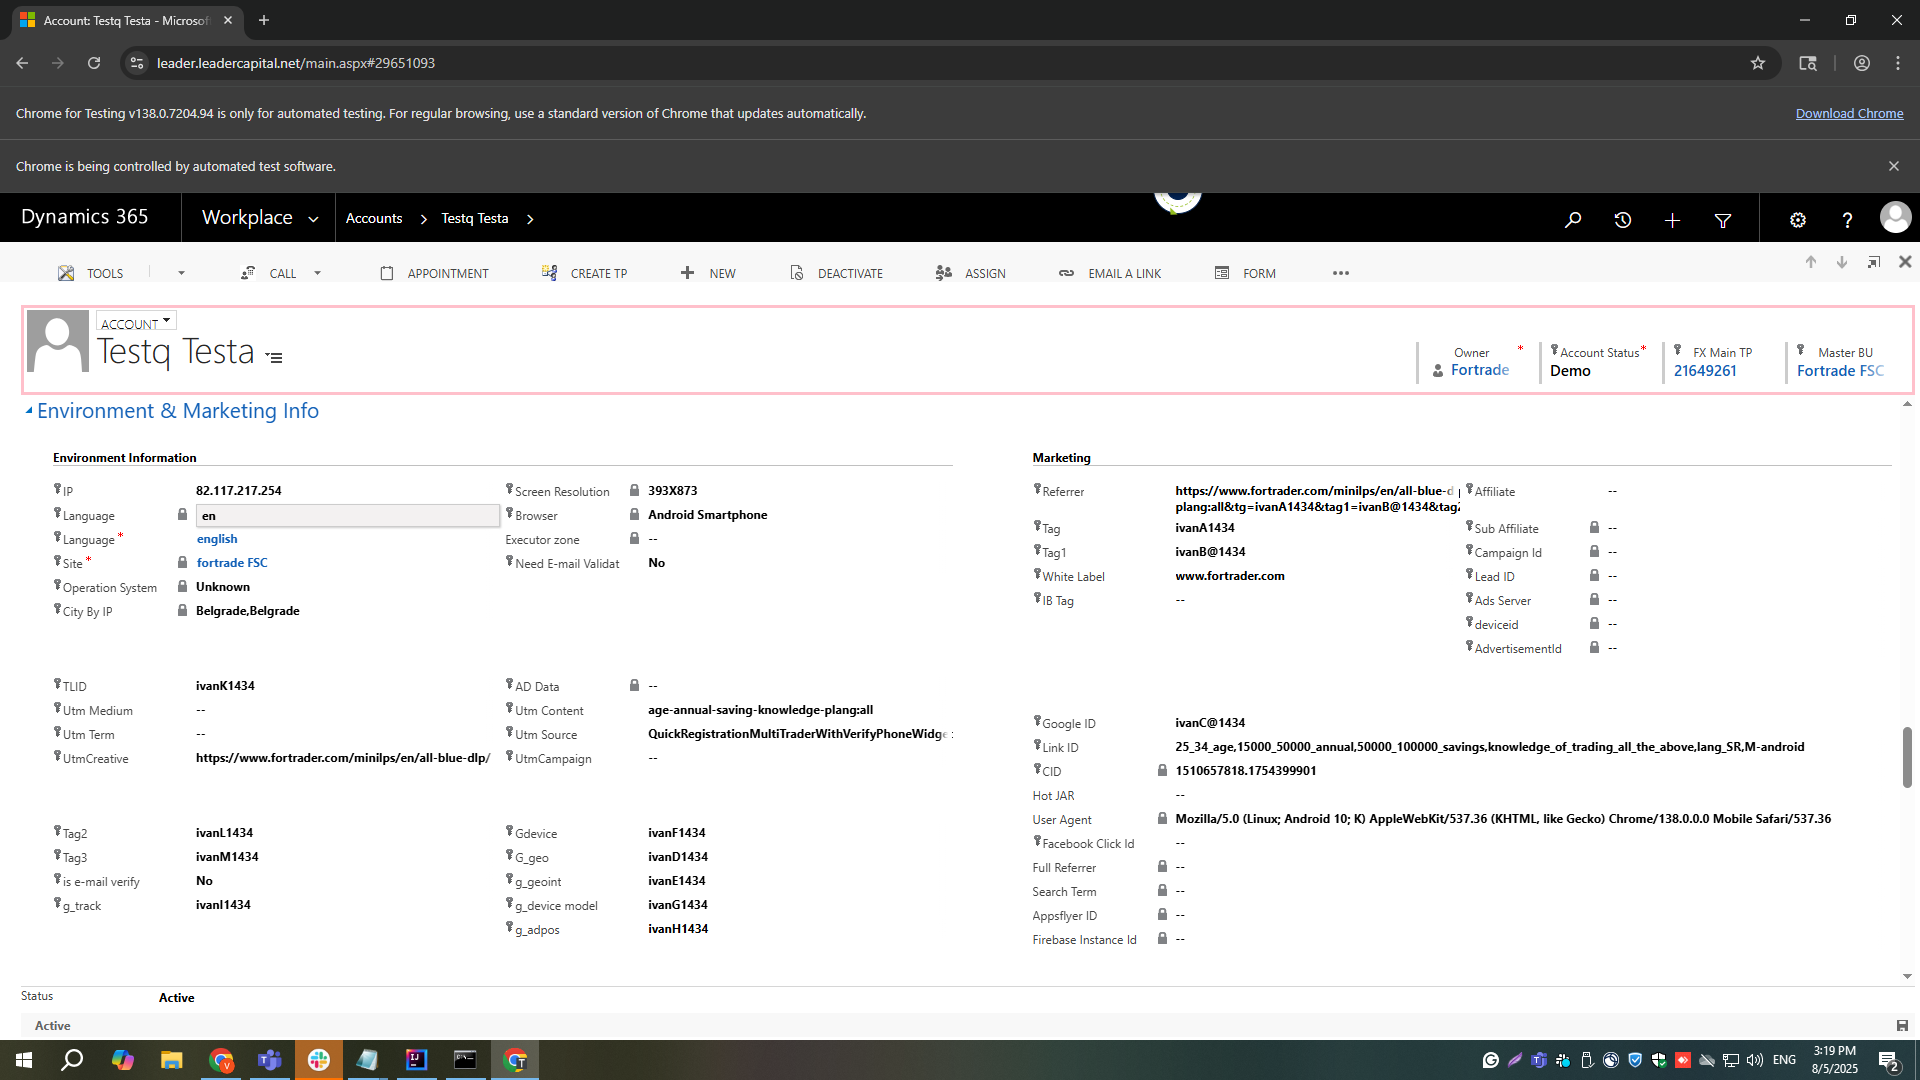 Account: Testq Testa - Microsof
leader.leadercapital.net/main.aspx#29651093
Chrome for Testing v138.0.7204.94 is only for automated testing. For regular browsing, use a standard version of Chrome that updates automatically.
Download Chrome
Chrome is being controlled by automated test software.
Dynamics 365
Workplace
Accounts
Testq Testa
TOOLS
CALL
APPOINTMENT
CREATE TP
NEW
DEACTIVATE
ASSIGN
EMAIL A LINK
FORM
ACCOUNT
Testq Testa
Owner *
Fortrade
Account Status *
Demo
FX Main TP
21649261
Master BU
Fortrade FSC
Environment & Marketing Info
Environment Information
IP 82.117.217.254
Language en
Language * english
Site * fortrade FSC
Operation System Unknown
City By IP Belgrade,Belgrade
Screen Resolution 393X873
Browser Android Smartphone
Executor zone --
Need E-mail Validat No
TLID ivanK1434
Utm Medium --
Utm Term --
UtmCreative https://www.fortrader.com/minilps/en/all-blue-dlp/
AD Data --
Utm Content age-annual-saving-knowledge-plang:all
Utm Source QuickRegistrationMultiTraderWithVerifyPhoneWidge
UtmCampaign --
Tag2 ivanL1434
Tag3 ivanM1434
is e-mail verify No
g_track ivanI1434
Gdevice ivanF1434
G_geo ivanD1434
g_geoint ivanE1434
g_device model ivanG1434
g_adpos ivanH1434
Marketing
Referrer https://www.fortrader.com/minilps/en/all-blue-d
plang:all&tg=ivanA1434&tag1=ivanB@1434&tag2
Tag ivanA1434
Tag1 ivanB@1434
White Label www.fortrader.com
IB Tag --
Affiliate --
Sub Affiliate --
Campaign Id --
Lead ID --
Ads Server --
deviceid --
AdvertisementId --
Google ID ivanC@1434
Link ID 25_34_age,15000_50000_annual,50000_100000_savings,knowledge_of_trading_all_the_above,lang_SR,M-android
CID 1510657818.1754399901
Hot JAR --
User Agent Mozilla/5.0 (Linux; Android 10; K) AppleWebKit/537.36 (KHTML, like Gecko) Chrome/138.0.0.0 Mobile Safari/537.36
Facebook Click Id --
Full Referrer --
Search Term --
Appsflyer ID --
Firebase Instance Id --
Status Active
Active
ENG
3:19 PM
8/5/2025
2